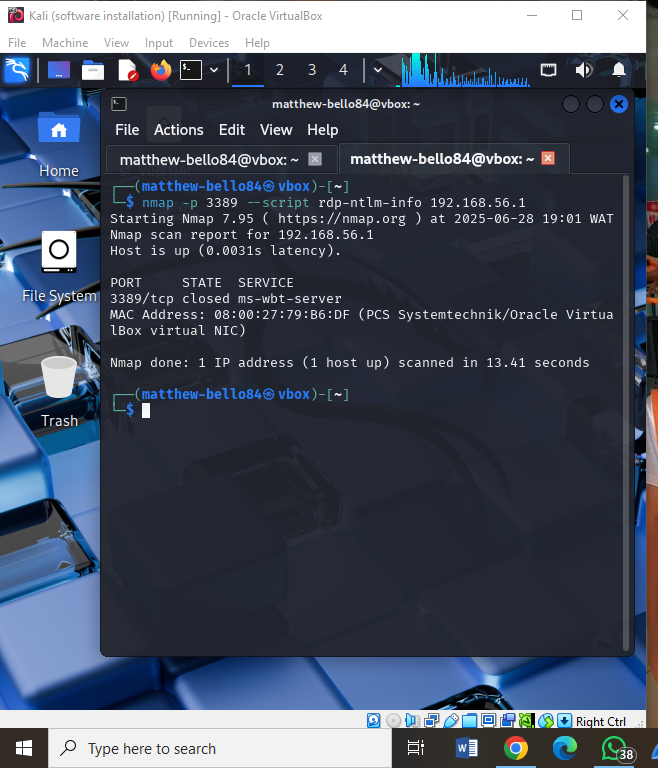 Kali (software installation) [Running] - Oracle VirtualBox
File Machine View Input Devices Help
1 2 3 4
matthew-bello84@vbox: ~
File Actions Edit View Help
matthew-bello84@vbox: ~ matthew-bello84@vbox: ~
Home
File System
Trash
┌──(matthew-bello84㉿vbox)-[~]
└─$ nmap -p 3389 --script rdp-ntlm-info 192.168.56.1
Starting Nmap 7.95 ( https://nmap.org ) at 2025-06-28 19:01 WAT
Nmap scan report for 192.168.56.1
Host is up (0.0031s latency).
PORT STATE SERVICE
3389/tcp closed ms-wbt-server
MAC Address: 08:00:27:79:B6:DF (PCS Systemtechnik/Oracle Virtua
lBox virtual NIC)
Nmap done: 1 IP address (1 host up) scanned in 13.41 seconds
┌──(matthew-bello84㉿vbox)-[~]
└─$
Right Ctrl
Type here to search
38